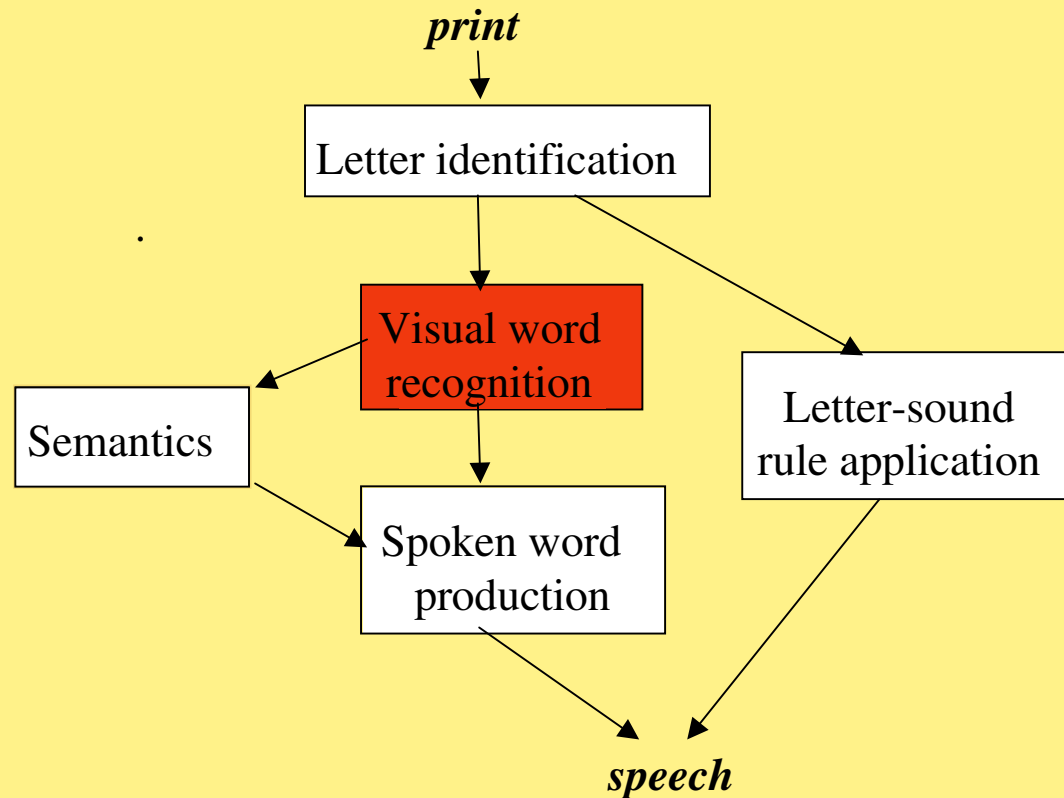 print
Letter identification
.
Visual word
recognition
Semantics
Letter-sound
rule application
Spoken word
production
speech